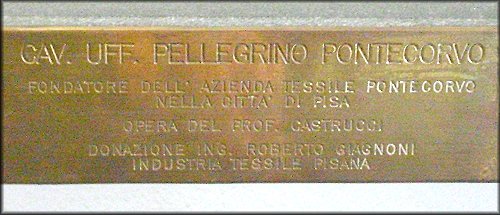 CAV. UFF. PELLEGRINO PONTECORVO
FONDATORE DELL' AZIENDA TESSILE PONTECORVO
NELLA CITTA' DI PISA
OPERA DEL PROF. CASTRUCCI
DONAZIONE ING. ROBERTO GIAGNONI
INDUSTRIA TESSILE PISANA